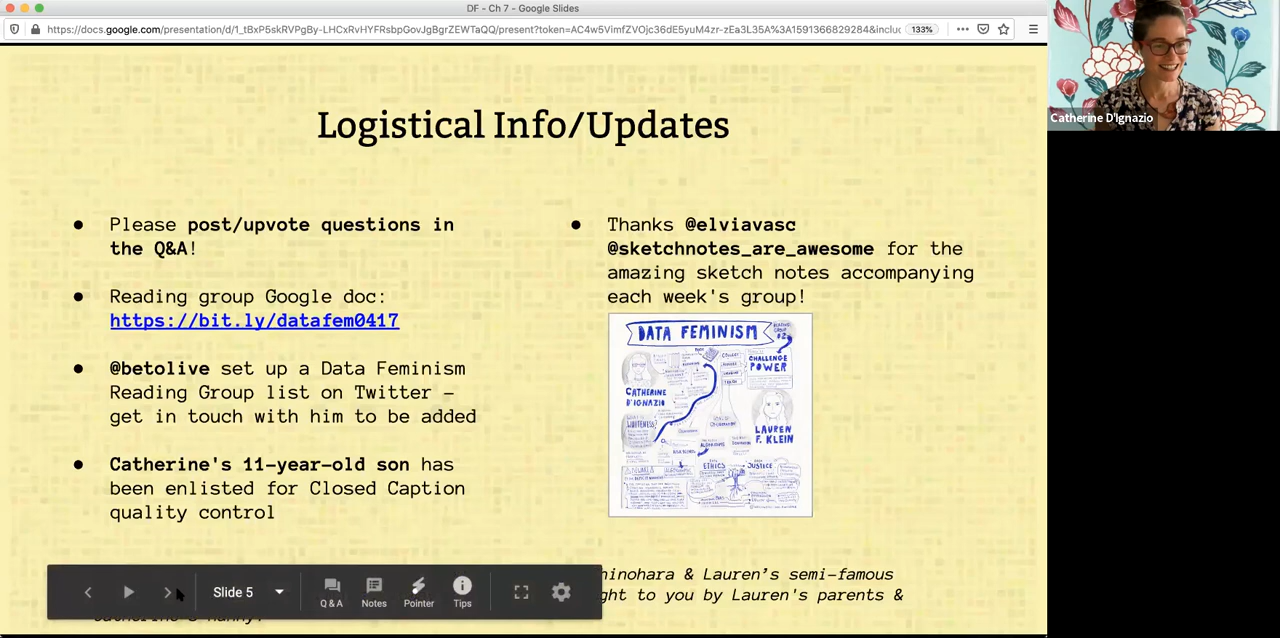 DF - Ch 7 - Google Slides
https://docs.google.com/presentation/d/1_tBxP5skRVPgBy-LHCxRvHYFRsbpGovJgBgrZEWTaQQ/present?token=AC4w5VimfZVOjc36dE5yuM4zr-zEa3L35A%3A1591366829284&inclu
133%
Catherine D'Ignazio
Logistical Info/Updates
● Please post/upvote questions in
the Q&A!
● Reading group Google doc:
https://bit.ly/datafem0417
● @betolive set up a Data Feminism
Reading Group list on Twitter –
get in touch with him to be added
● Catherine's 11-year-old son has
been enlisted for Closed Caption
quality control
● Thanks @elviavasc
@sketchnotes_are_awesome for the
amazing sketch notes accompanying
each week's group!
DATA FEMINISM
CHALLENGE
POWER
CATHERINE
D'IGNAZIO
LAUREN
F. KLEIN
ETHICS
JUSTICE
hinohara & Lauren’s semi-famous
ght to you by Lauren's parents &
Slide 5
Q & A
Notes
Pointer
Tips